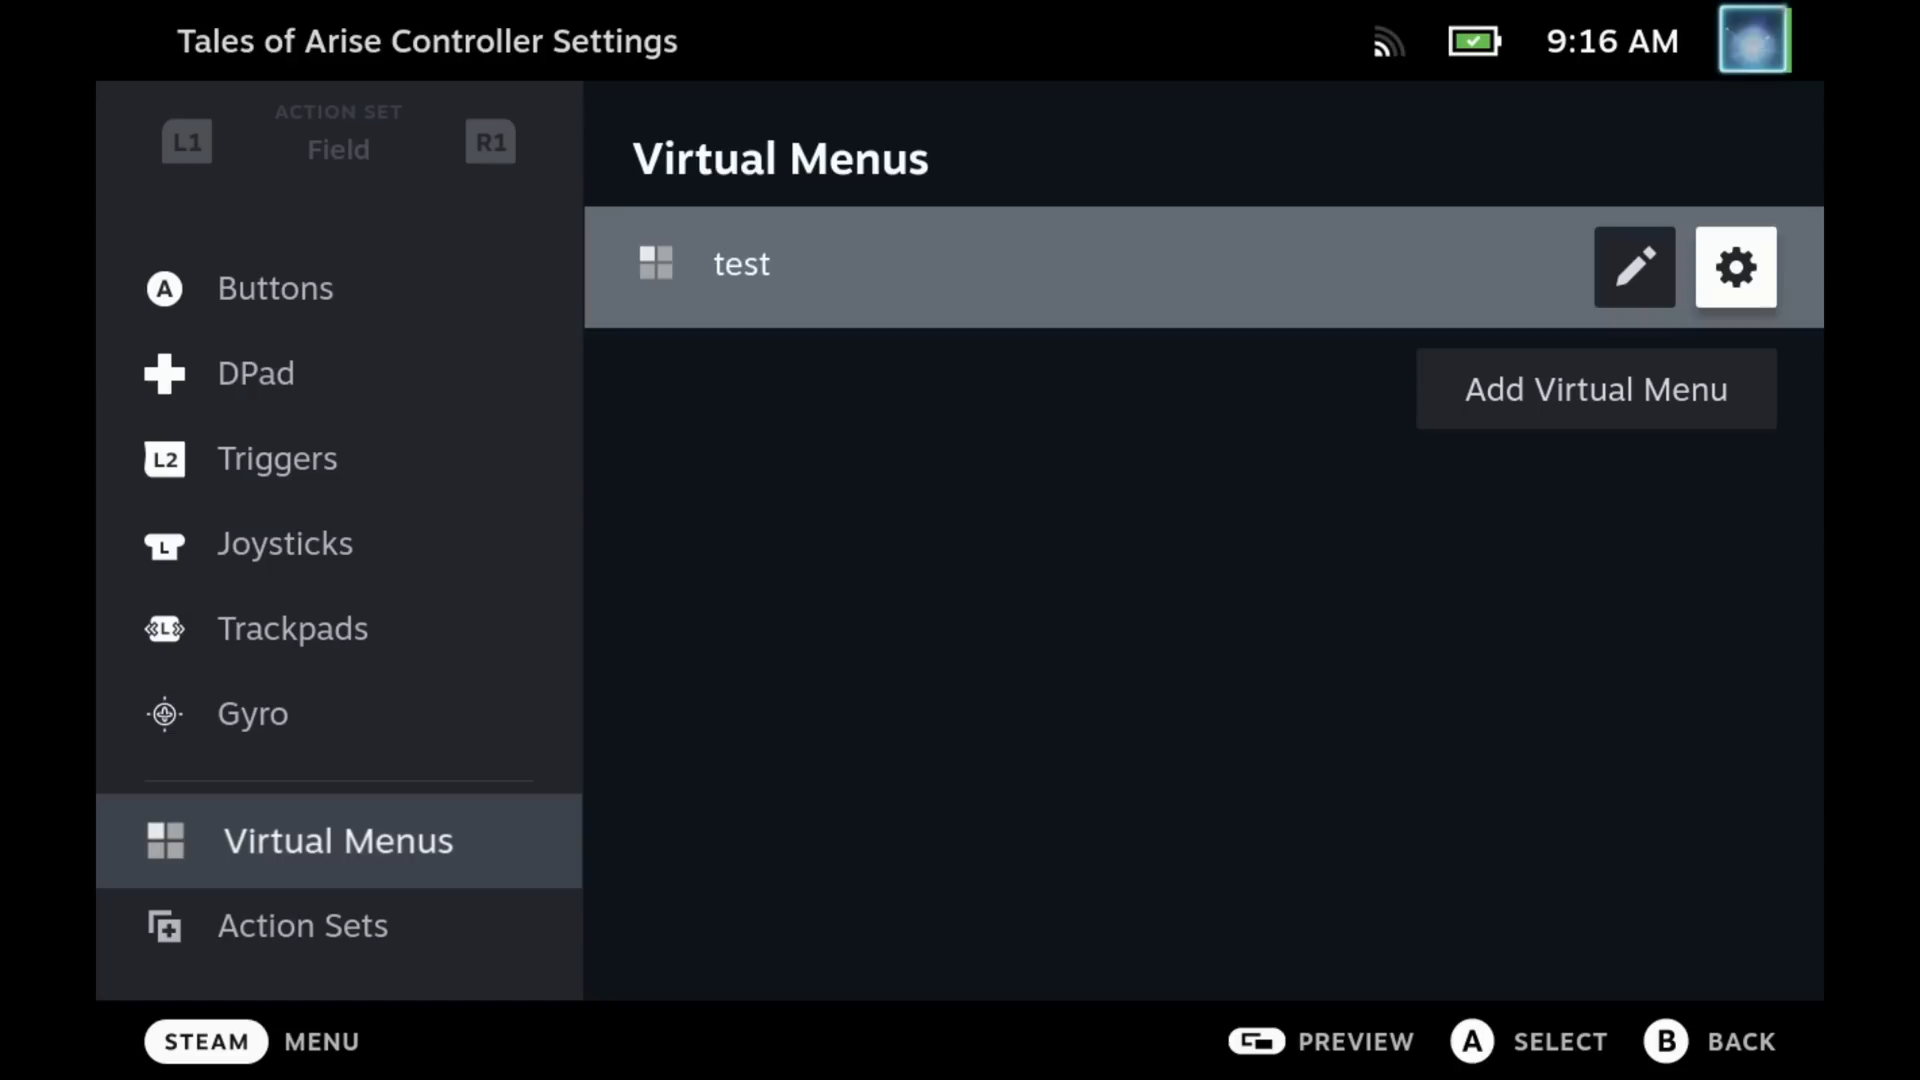 Tales of Arise Controller Settings
9:16 AM
L1
ACTION SET
Field
R1
A Buttons
DPad
L2 Triggers
L Joysticks
L Trackpads
Gyro
Virtual Menus
Action Sets
Virtual Menus
test
Add Virtual Menu
STEAM MENU
PREVIEW A SELECT B BACK